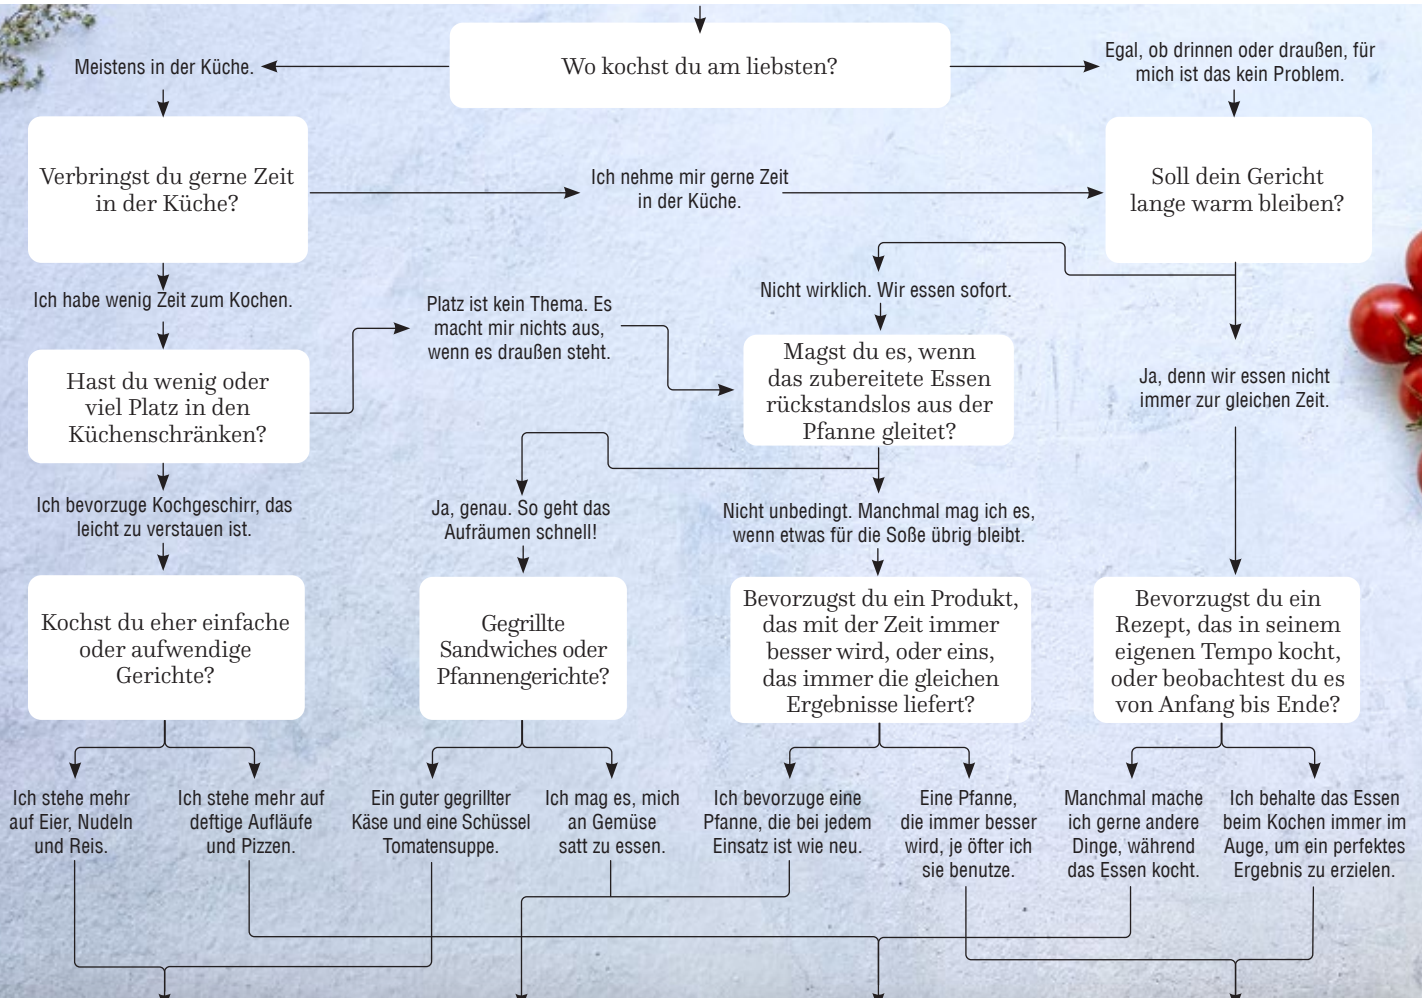 Wo kochst du am liebsten?
Meistens in der Küche.
Egal, ob drinnen oder draußen, für
mich ist das kein Problem.
Verbringst du gerne Zeit
in der Küche?
Ich nehme mir gerne Zeit
in der Küche.
Soll dein Gericht
lange warm bleiben?
Ich habe wenig Zeit zum Kochen.
Platz ist kein Thema. Es
macht mir nichts aus,
wenn es draußen steht.
Nicht wirklich. Wir essen sofort.
Hast du wenig oder
viel Platz in den
Küchenschränken?
Magst du es, wenn
das zubereitete Essen
rückstandslos aus der
Pfanne gleitet?
Ja, denn wir essen nicht
immer zur gleichen Zeit.
Ich bevorzuge Kochgeschirr, das
leicht zu verstauen ist.
Ja, genau. So geht das
Aufräumen schnell!
Nicht unbedingt. Manchmal mag ich es,
wenn etwas für die Soße übrig bleibt.
Kochst du eher einfache
oder aufwendige
Gerichte?
Gegrillte
Sandwiches oder
Pfannengerichte?
Bevorzugst du ein Produkt,
das mit der Zeit immer
besser wird, oder eins,
das immer die gleichen
Ergebnisse liefert?
Bevorzugst du ein
Rezept, das in seinem
eigenen Tempo kocht,
oder beobachtest du es
von Anfang bis Ende?
Ich stehe mehr
auf Eier, Nudeln
und Reis.
Ich stehe mehr auf
deftige Aufläufe
und Pizzen.
Ein guter gegrillter
Käse und eine Schüssel
Tomatensuppe.
Ich mag es, mich
an Gemüse
satt zu essen.
Ich bevorzuge eine
Pfanne, die bei jedem
Einsatz ist wie neu.
Eine Pfanne,
die immer besser
wird, je öfter ich
sie benutze.
Manchmal mache
ich gerne andere
Dinge, während
das Essen kocht.
Ich behalte das Essen
beim Kochen immer im
Auge, um ein perfektes
Ergebnis zu erzielen.